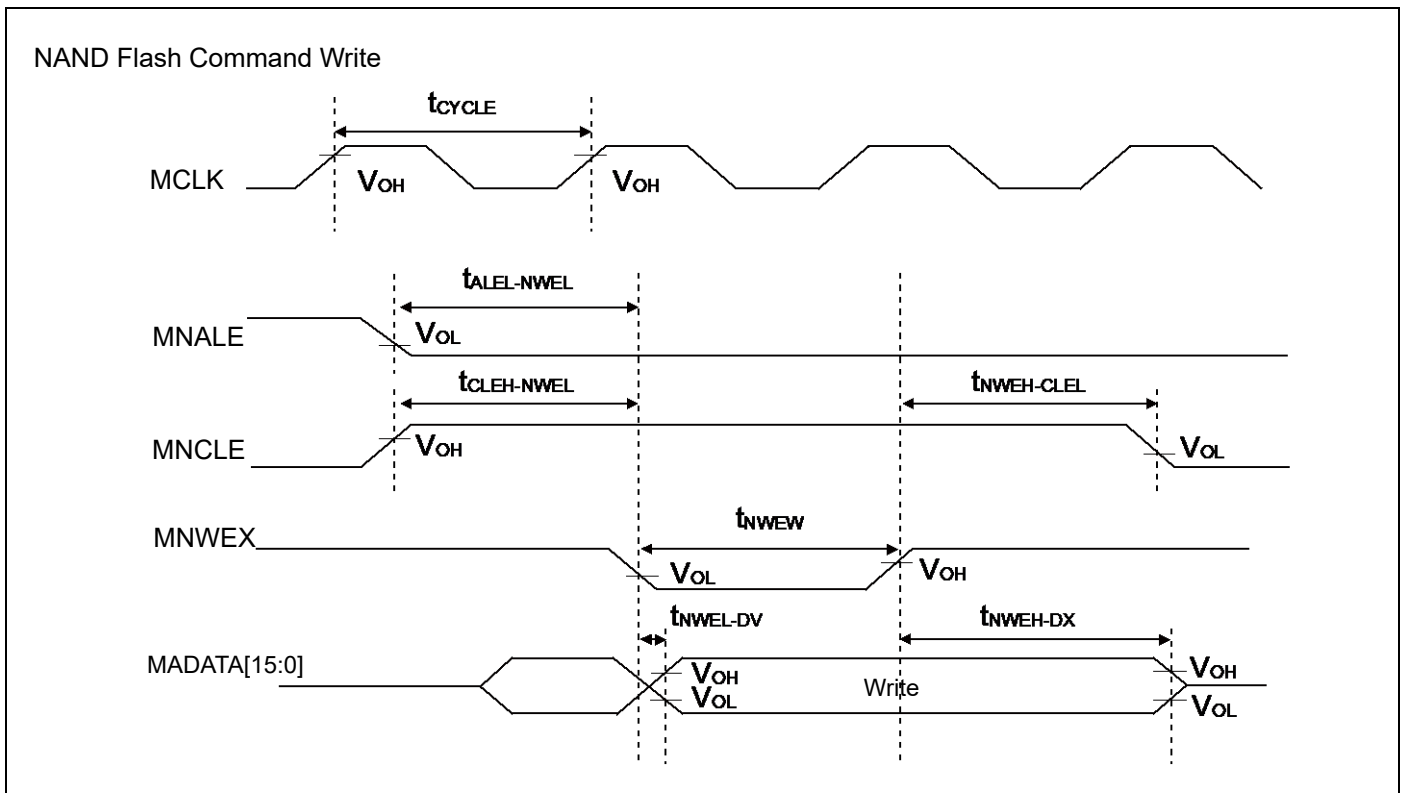 NAND Flash Command Write
tCYCLE
MCLK
VOH
VOH
tALEL-NWEL
MNALE
VOL
tCLEH-NWEL
tNWEH-CLEL
MNCLE
VOH
VOL
tNWEW
MNWEX
VOL
VOH
tNWEL-DV
tNWEH-DX
MADATA[15:0]
VOH
VOL
Write
VOH
VOL